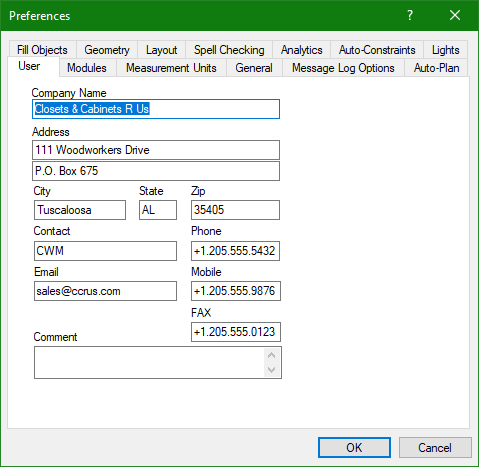 Preferences ?
Fill Objects Geometry Layout Spell Checking Analytics Auto-Constraints Lights
User Modules Measurement Units General Message Log Options Auto-Plan
Company Name
Closets & Cabinets R Us
Address
111 Woodworkers Drive
P.O. Box 675
City State Zip
Tuscaloosa AL 35405
Contact Phone
CWM +1.205.555.5432
Email Mobile
sales@ccrus.com +1.205.555.9876
FAX
+1.205.555.0123
Comment
OK Cancel